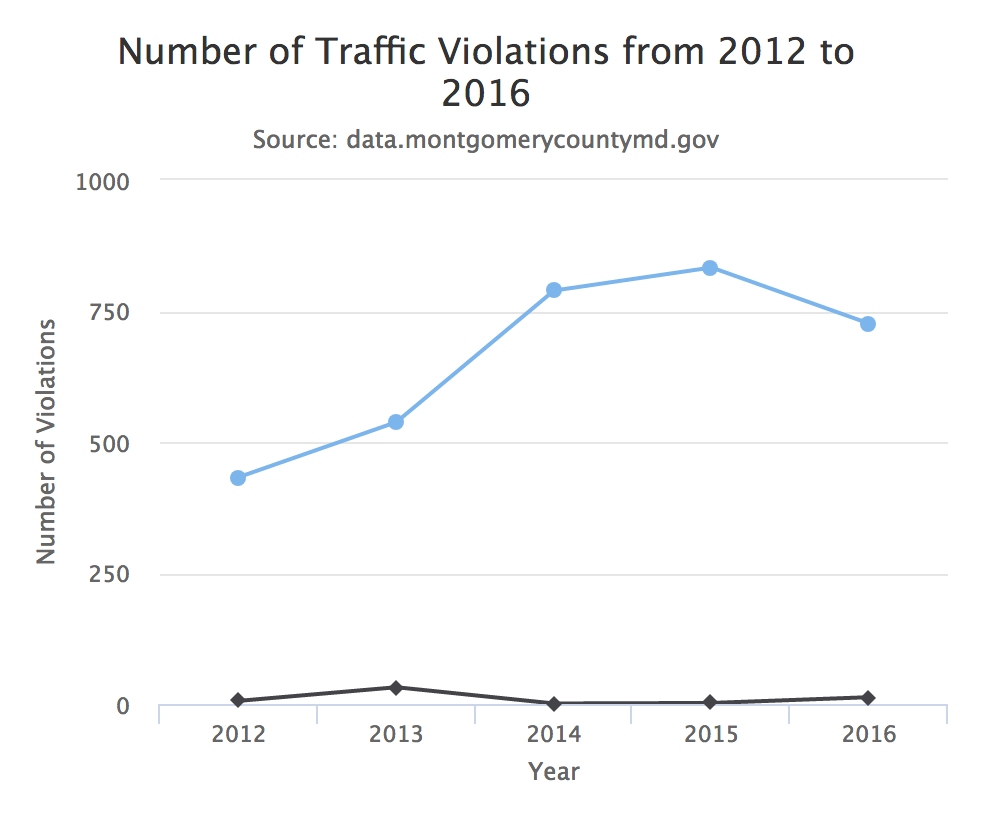 Number of Traffic Violations from 2012 to
2016
Source: data.montgomerycountymd.gov
1000
750
500
250
0
Number of Violations
2012 2013 2014 2015 2016
Year